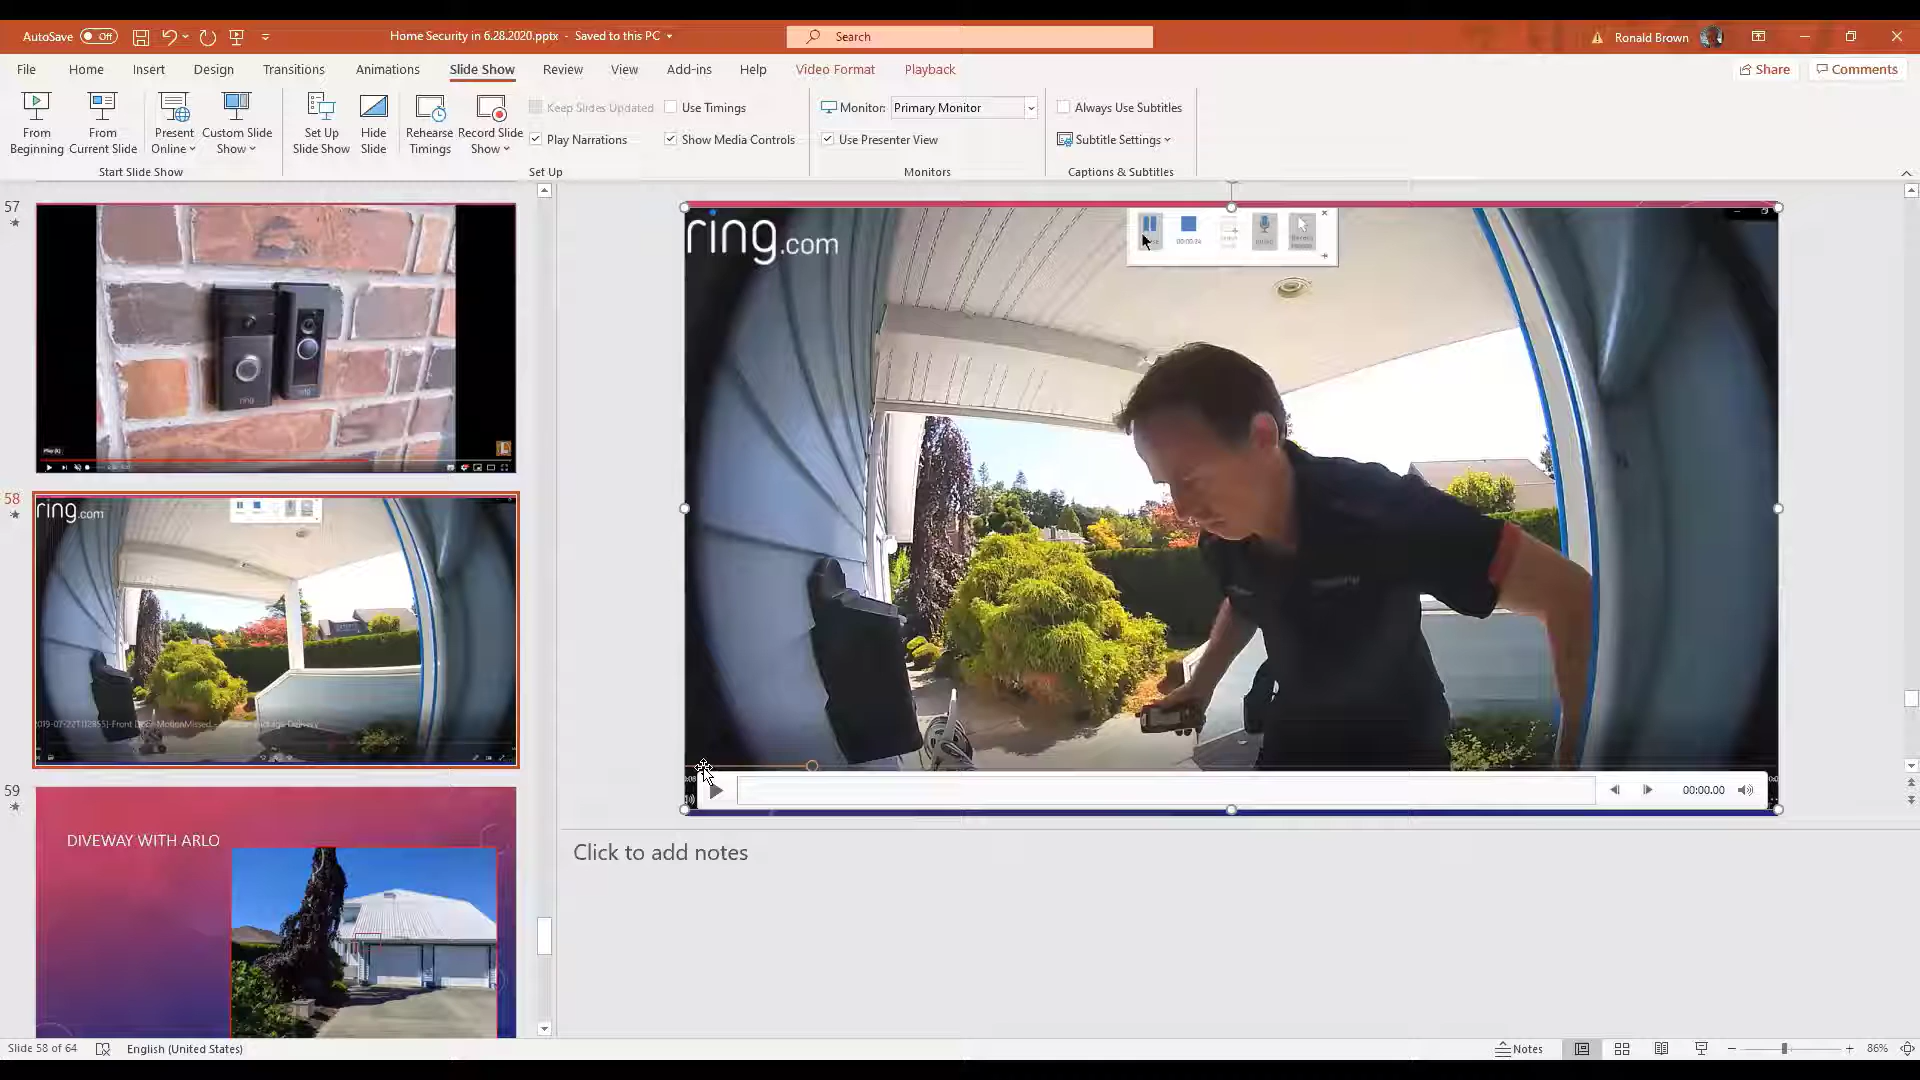 AutoSave Off Home Security in 6.28.2020.pptx - Saved to this PC Search Ronald Brown
File Home Insert Design Transitions Animations Slide Show Review View Add-ins Help Video Format Playback Share Comments
From Beginning
From Current Slide
Present Online
Custom Slide Show
Set Up Slide Show
Hide Slide
Rehearse Timings
Record Slide Show
Keep Slides Updated
Play Narrations
Use Timings
Show Media Controls
Monitor: Primary Monitor
Use Presenter View
Always Use Subtitles
Subtitle Settings
Start Slide Show Set Up Monitors Captions & Subtitles
57
ring
ring
58
ring.com
59
DIVEWAY WITH ARLO
ring.com
00:00.00
Click to add notes
Slide 58 of 64 English (United States) Notes 86%